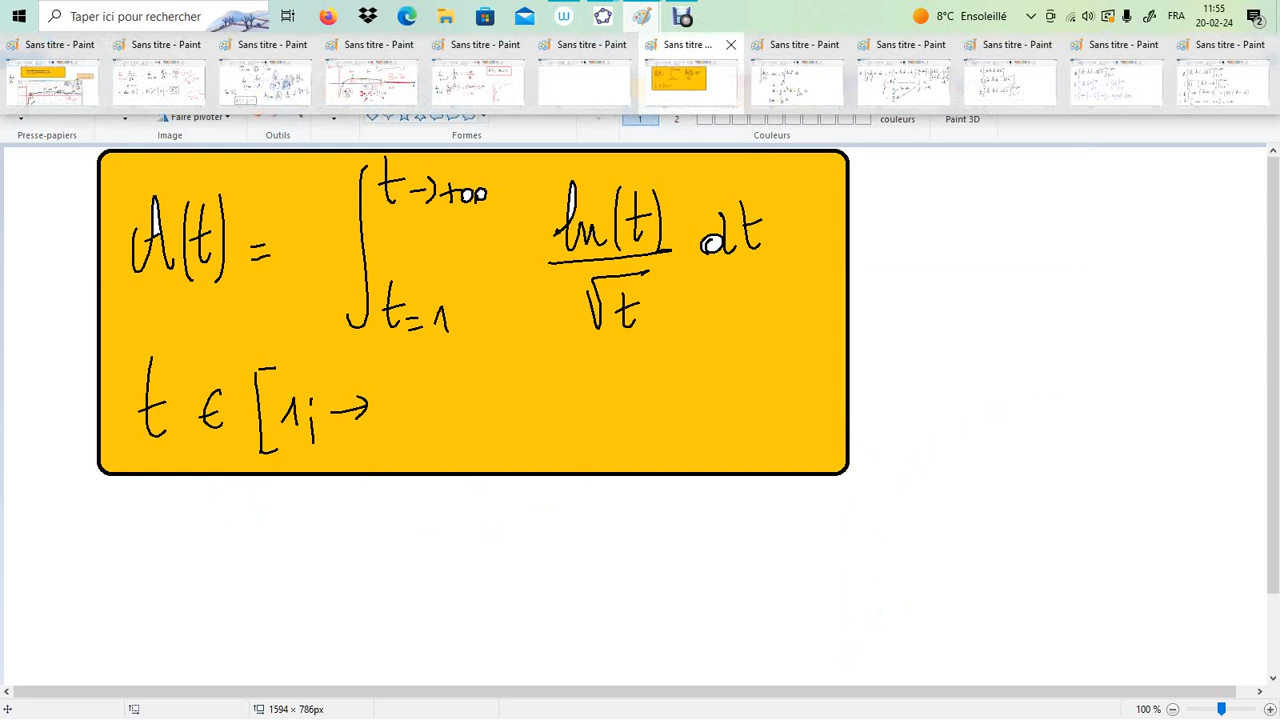 Taper ici pour rechercher
8°C Ensoleillé
FRA
11:55
20-02-24
2
Sans titre - Paint
Sans titre - Paint
Sans titre - Paint
Sans titre - Paint
Sans titre - Paint
Sans titre - Paint
Sans titre ...
Sans titre - Paint
Sans titre - Paint
Sans titre - Paint
Sans titre - Paint
Sans titre - Paint
Faire pivoter
1
2
couleurs
Paint 3D
Presse-papiers
Image
Outils
Formes
Couleurs
A(t) = ∫ t→+∞ t=1 ln(t)/√t dt
t ∈ [1; →
1594 × 786px
100 %